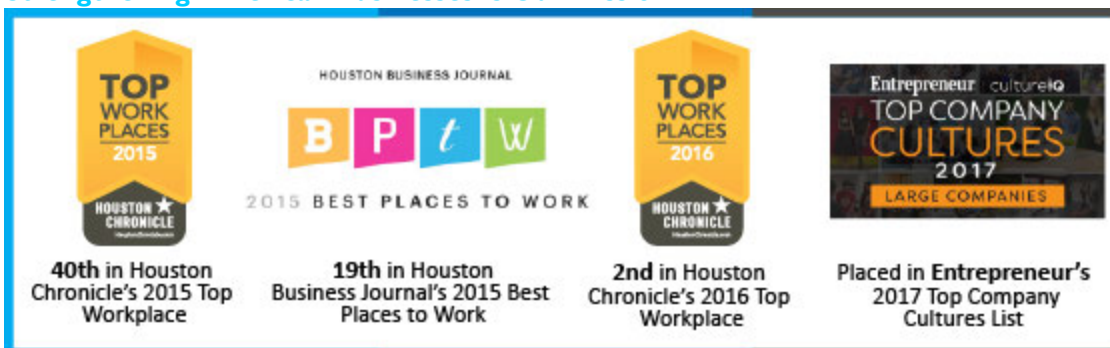 TOP
WORK
PLACES
2015
HOUSTON
CHRONICLE
HOUSTON BUSINESS JOURNAL
B P t W
2015 BEST PLACES TO WORK
TOP
WORK
PLACES
2016
HOUSTON
CHRONICLE
Entrepreneur cultureIQ
TOP COMPANY
CULTURES
2017
LARGE COMPANIES
40th in Houston
Chronicle's 2015 Top
Workplace
19th in Houston
Business Journal's 2015 Best
Places to Work
2nd in Houston
Chronicle's 2016 Top
Workplace
Placed in Entrepreneur's
2017 Top Company
Cultures List